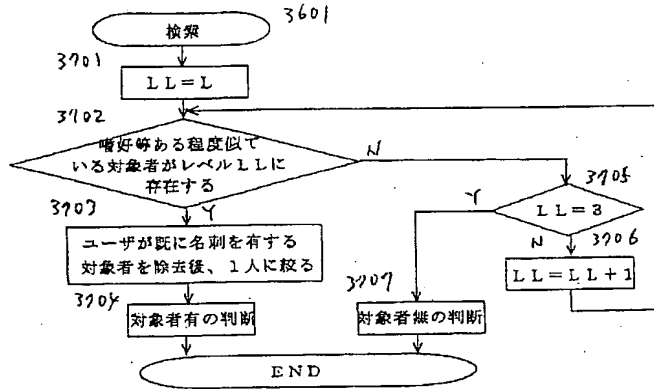 3601
検索
3701
LL=L
3702
嗜好等ある程度似て
いる対象者がレベルLLに
存在する
N
Y
3705
LL=3
Y
N
3703
ユーザが既に名刺を有する
対象者を除去後、1人に絞る
3706
LL=LL+1
3704
対象者有の判断
3707
対象者無の判断
END